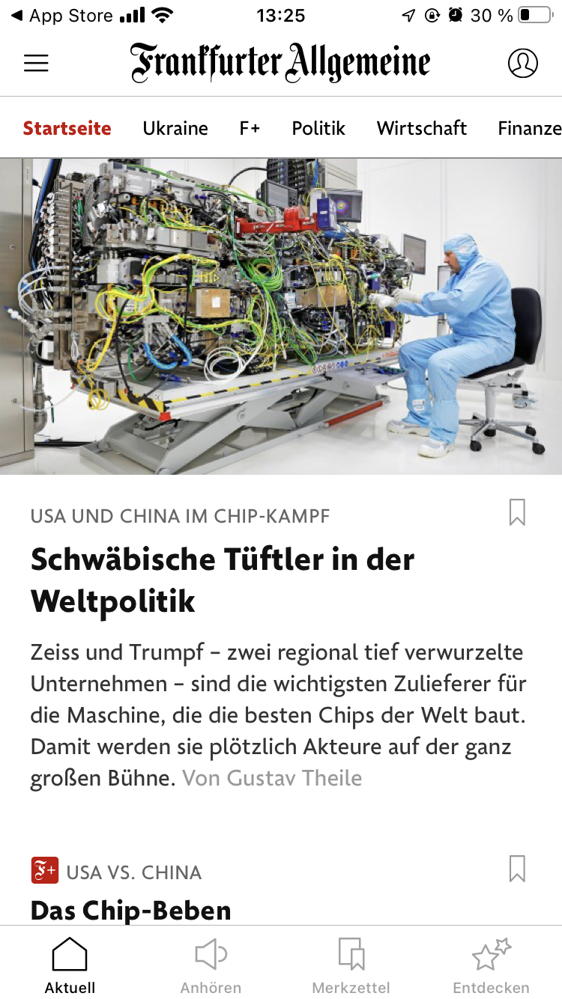 App Store 13:25 30 %
Frankfurter Allgemeine
Startseite Ukraine F+ Politik Wirtschaft Finanze
USA UND CHINA IM CHIP-KAMPF
Schwäbische Tüftler in der
Weltpolitik
Zeiss und Trumpf – zwei regional tief verwurzelte
Unternehmen – sind die wichtigsten Zulieferer für
die Maschine, die die besten Chips der Welt baut.
Damit werden sie plötzlich Akteure auf der ganz
großen Bühne. Von Gustav Theile
F+ USA VS. CHINA
Das Chip-Beben
Aktuell Anhören Merkzettel Entdecken